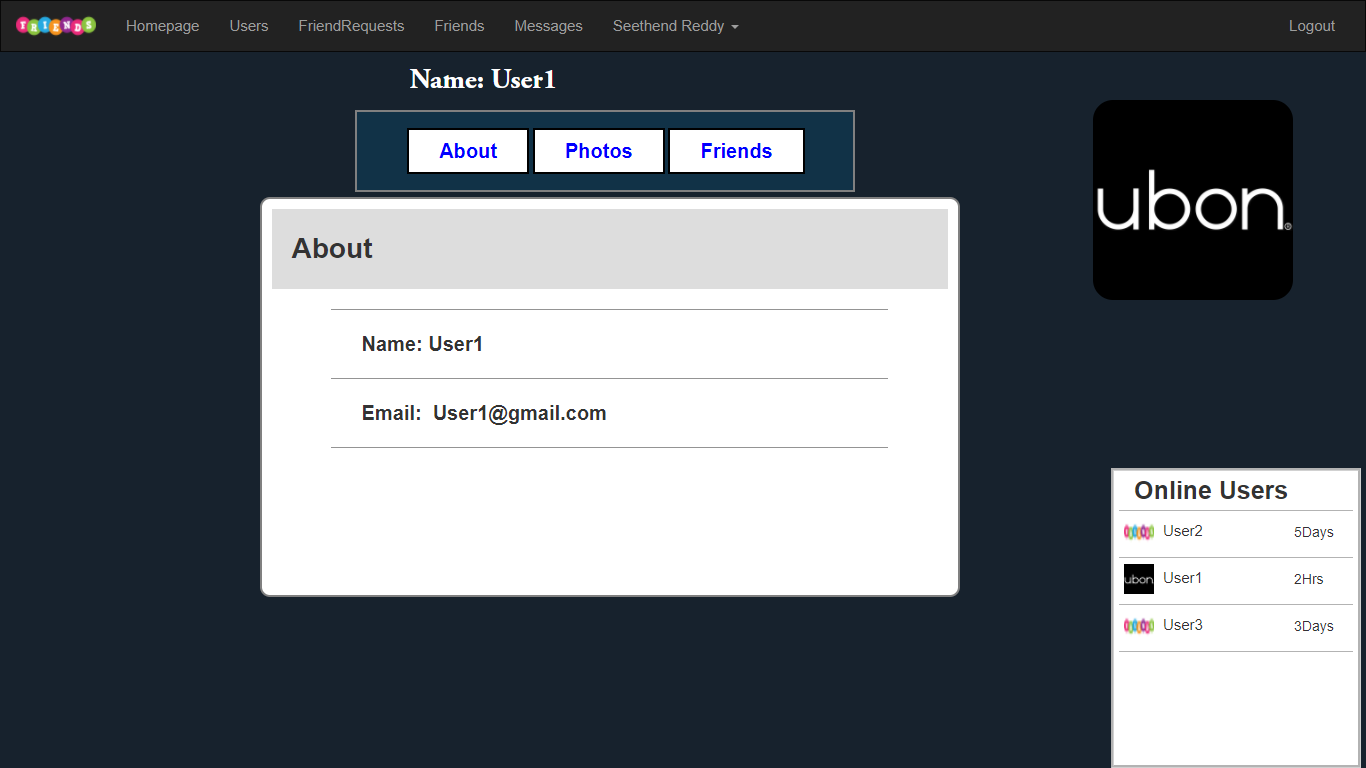 FRIENDS Homepage Users FriendRequests Friends Messages Seethend Reddy Logout
Name: User1
About Photos Friends
ubon®
About
Name: User1
Email: User1@gmail.com
Online Users
User2 5Days
ubon User1 2Hrs
User3 3Days